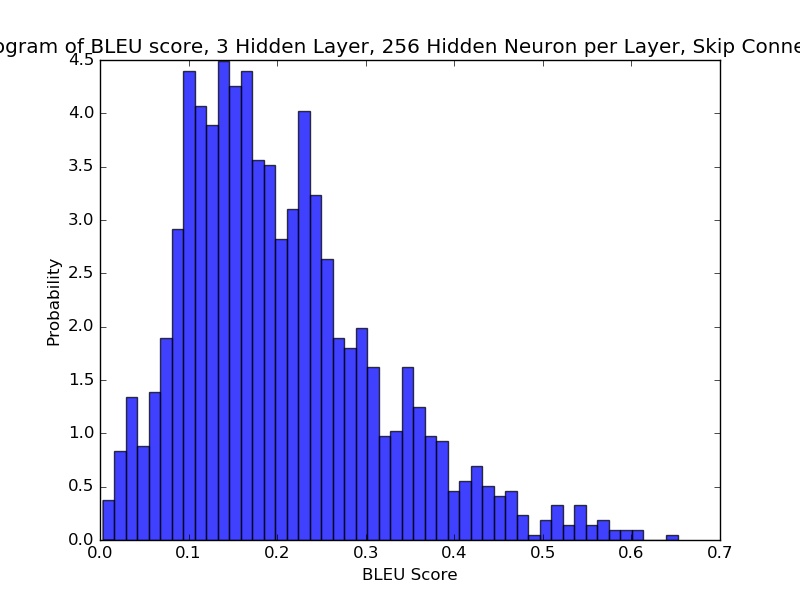 ogram of BLEU score, 3 Hidden Layer, 256 Hidden Neuron per Layer, Skip Conne
4.5
4.0
3.5
3.0
2.5
2.0
1.5
1.0
0.5
0.0
Probability
0.0 0.1 0.2 0.3 0.4 0.5 0.6 0.7
BLEU Score